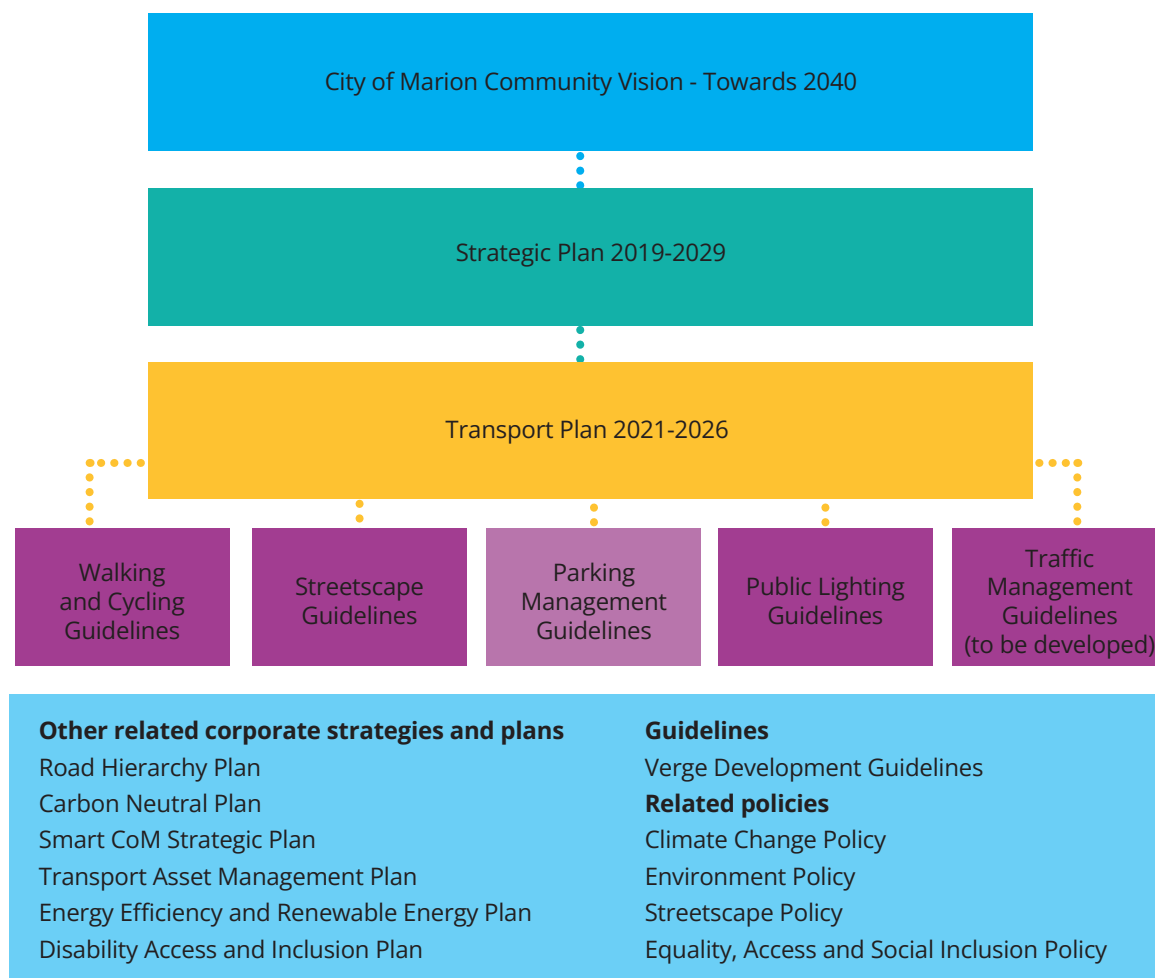 City of Marion Community Vision - Towards 2040
Strategic Plan 2019-2029
Transport Plan 2021-2026
Walking
and Cycling
Guidelines
Streetscape
Guidelines
Parking
Management
Guidelines
Public Lighting
Guidelines
Traffic
Management
Guidelines
(to be developed)
Other related corporate strategies and plans
Road Hierarchy Plan
Carbon Neutral Plan
Smart CoM Strategic Plan
Transport Asset Management Plan
Energy Efficiency and Renewable Energy Plan
Disability Access and Inclusion Plan
Guidelines
Verge Development Guidelines
Related policies
Climate Change Policy
Environment Policy
Streetscape Policy
Equality, Access and Social Inclusion Policy